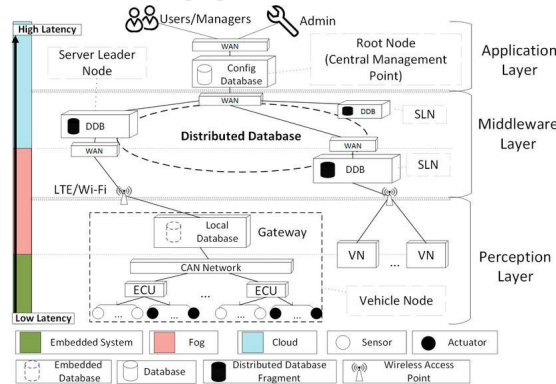 High Latency
Users/Managers
Admin
WAN
Server Leader
Node
Root Node
(Central Management
Point)
Config
Database
Application
Layer
WAN
DDB
DDB
SLN
Distributed Database
Middleware
Layer
WAN
WAN
DDB
SLN
LTE/Wi-Fi
Local
Database
Gateway
VN
...
VN
CAN Network
Perception
Layer
ECU
...
ECU
Vehicle Node
... ... ... ...
Low Latency
Embedded System
Fog
Cloud
Sensor
Actuator
Embedded
Database
Database
Distributed Database
Fragment
Wireless Access
Point